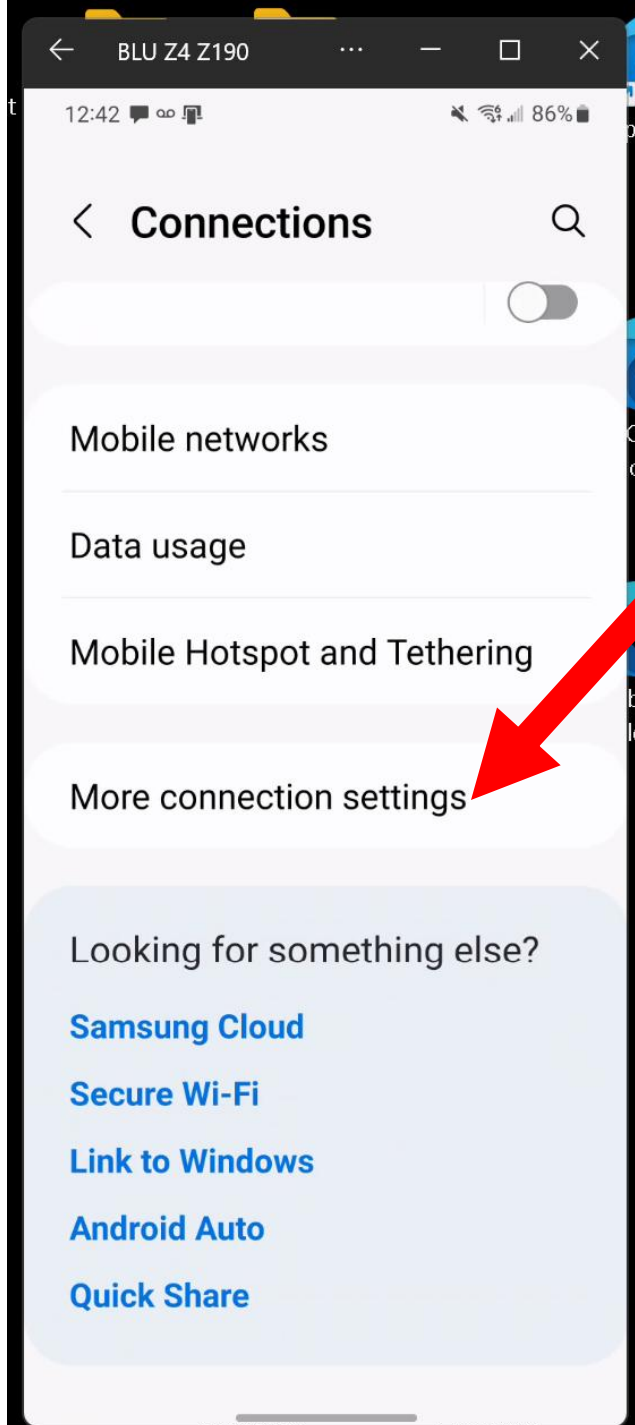 BLU Z4 Z190
12:42 86%
Connections
Mobile networks
Data usage
Mobile Hotspot and Tethering
More connection settings
Looking for something else?
Samsung Cloud
Secure Wi-Fi
Link to Windows
Android Auto
Quick Share